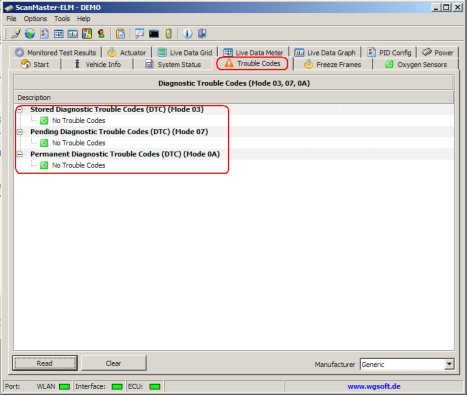 ScanMaster-ELM - DEMO
File Options Tools Help
Monitored Test Results Actuator Live Data Grid Live Data Meter Live Data Graph PID Config Power
Start Vehicle Info System Status Trouble Codes Freeze Frames Oxygen Sensors
Diagnostic Trouble Codes (Mode 03, 07, 0A)
Description
Stored Diagnostic Trouble Codes (DTC) (Mode 03)
No Trouble Codes
Pending Diagnostic Trouble Codes (DTC) (Mode 07)
No Trouble Codes
Permanent Diagnostic Trouble Codes (DTC) (Mode 0A)
No Trouble Codes
Read Clear Manufacturer Generic
Port: WLAN Interface: ECU: www.wgsoft.de